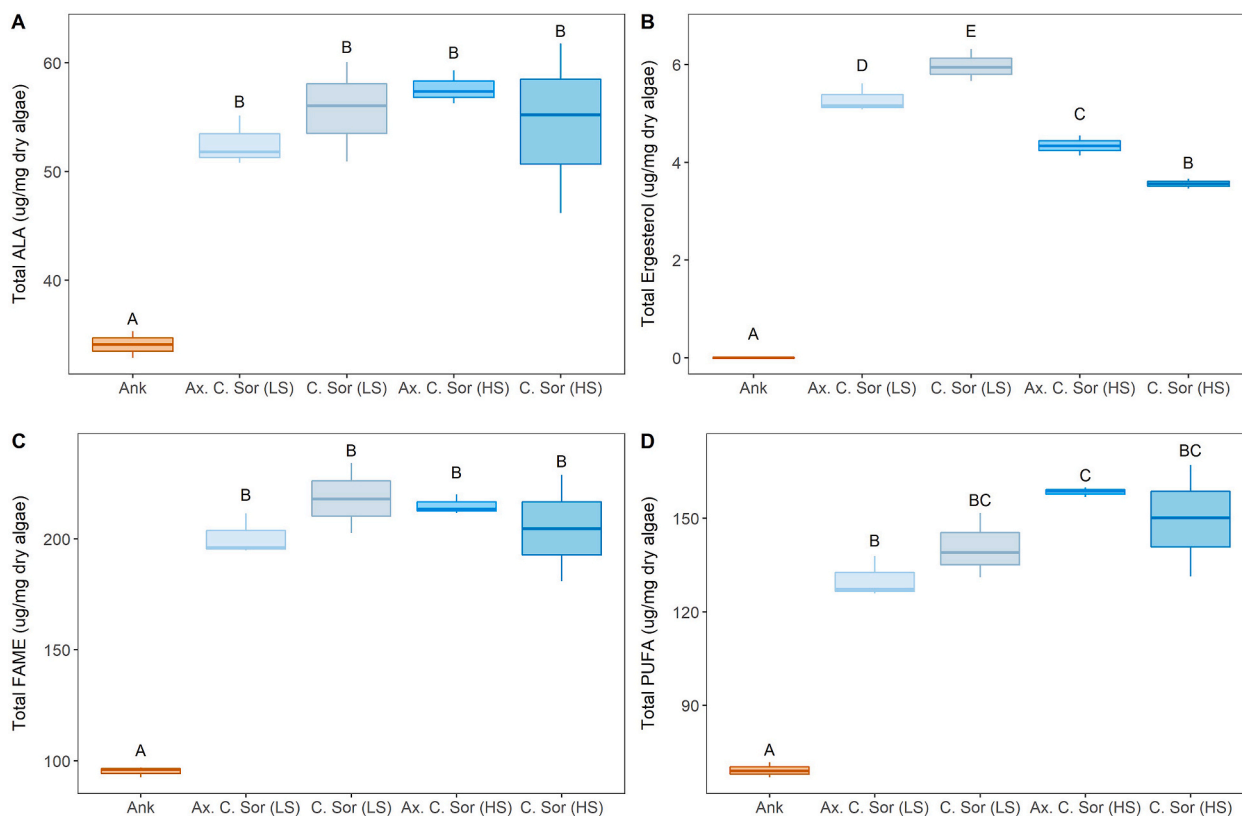 A
Total ALA (ug/mg dry algae)
60
50
40
A
B
B
B
B
Ank
Ax. C. Sor (LS)
C. Sor (LS)
Ax. C. Sor (HS)
C. Sor (HS)
B
Total Ergesterol (ug/mg dry algae)
6
4
2
0
A
D
E
C
B
Ank
Ax. C. Sor (LS)
C. Sor (LS)
Ax. C. Sor (HS)
C. Sor (HS)
C
Total FAME (ug/mg dry algae)
200
150
100
A
B
B
B
B
Ank
Ax. C. Sor (LS)
C. Sor (LS)
Ax. C. Sor (HS)
C. Sor (HS)
D
Total PUFA (ug/mg dry algae)
150
120
90
A
B
BC
C
BC
Ank
Ax. C. Sor (LS)
C. Sor (LS)
Ax. C. Sor (HS)
C. Sor (HS)